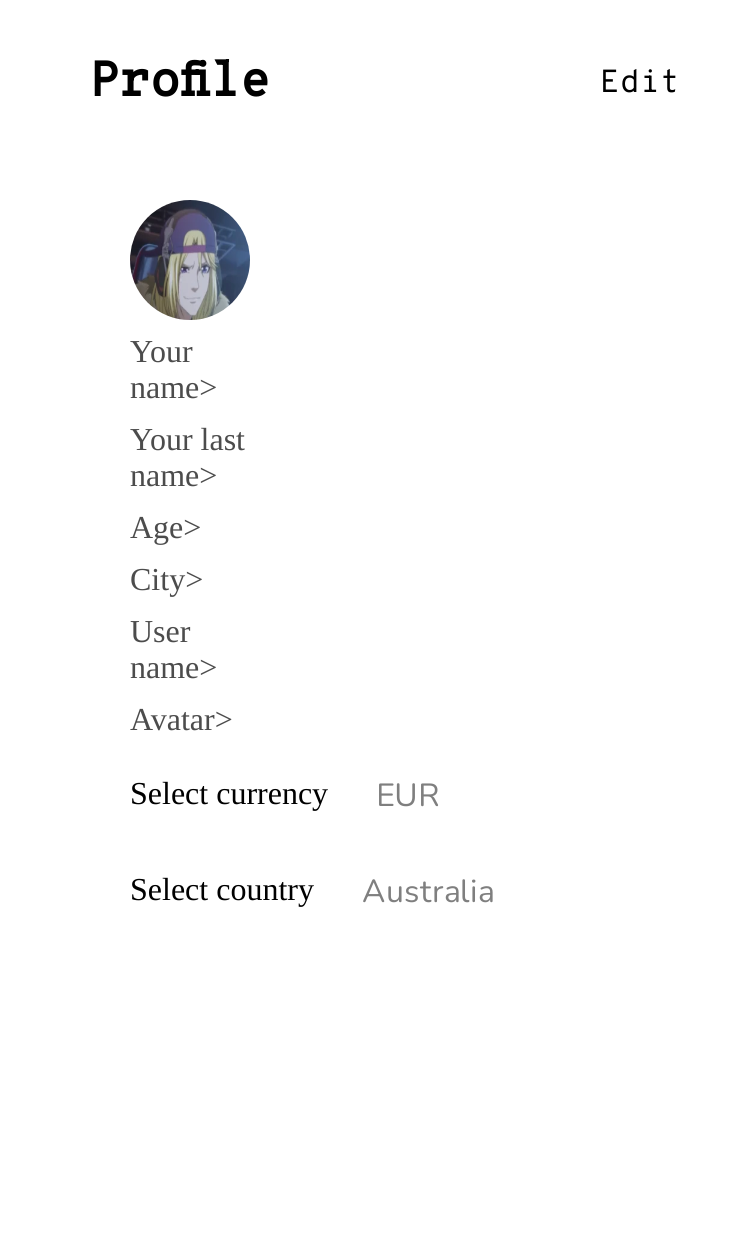 Profile Edit
Your
name>
Your last
name>
Age>
City>
User
name>
Avatar>
Select currency EUR
Select country Australia